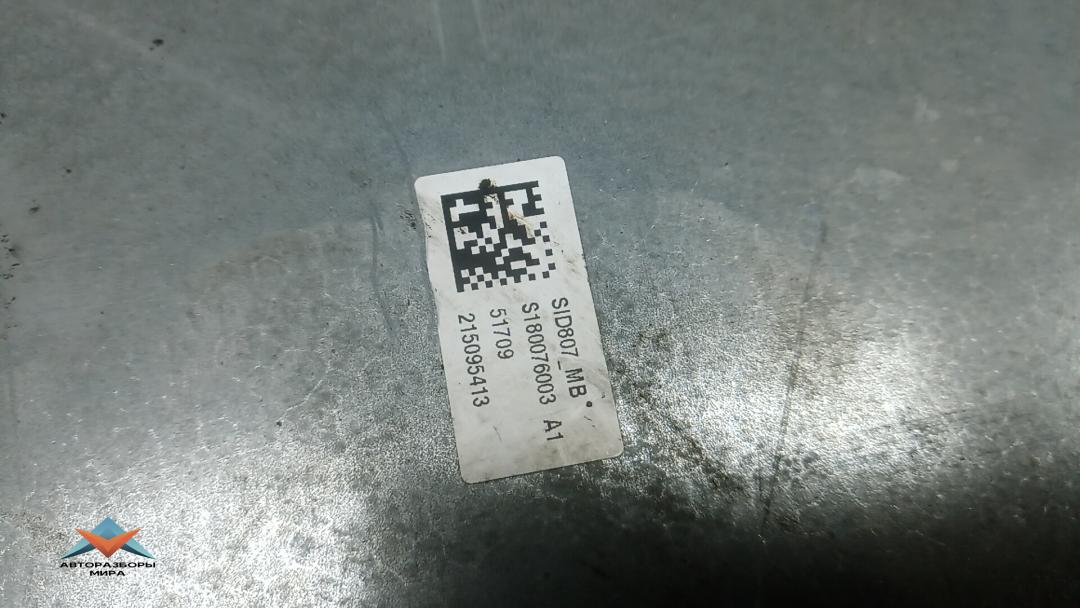 SID807_MB
S180076003 A1
51709
215095413
АВТОРАЗБОРЫ
МИРА